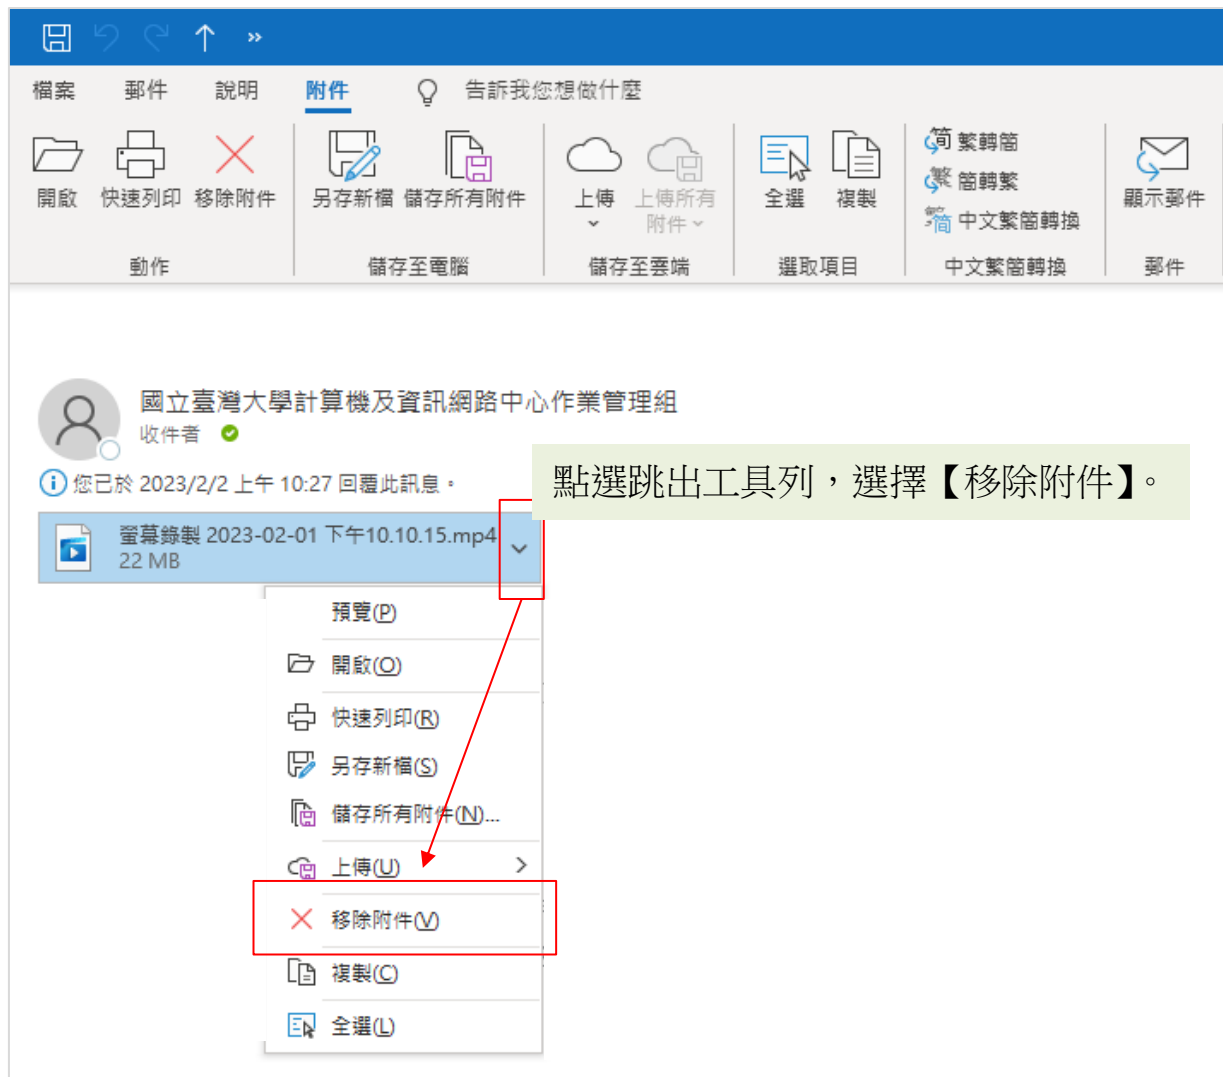 檔案 郵件 說明 附件 告訴我您想做什麼
開啟 快速列印 移除附件 另存新檔 儲存所有附件 上傳 上傳所有附件 全選 複製
繁轉簡
簡轉繁
中文繁簡轉換
顯示郵件
動作 儲存至電腦 儲存至雲端 選取項目 中文繁簡轉換 郵件
國立臺灣大學計算機及資訊網路中心作業管理組
收件者
您已於 2023/2/2 上午 10:27 回覆此訊息。
點選跳出工具列，選擇【移除附件】。
螢幕錄製 2023-02-01 下午10.10.15.mp4
22 MB
預覽(P)
開啟(O)
快速列印(R)
另存新檔(S)
儲存所有附件(N)...
上傳(U)
移除附件(V)
複製(C)
全選(L)